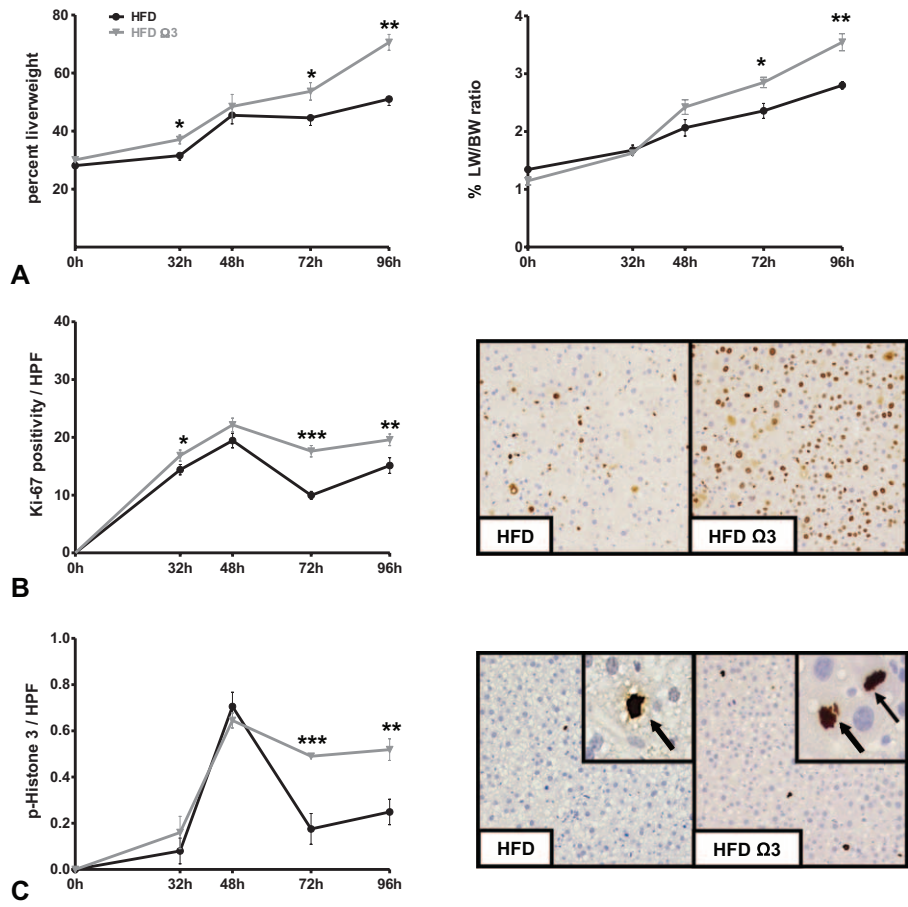 80
HFD
HFD Ω3
**
60
*
*
40
20
percent liverweight
0h 32h 48h 72h 96h
A
4
**
*
3
2
1
0
% LW/BW ratio
0h 32h 48h 72h 96h
40
30
20
10
0
*
***
**
Ki-67 positivity / HPF
0h 32h 48h 72h 96h
B
HFD
HFD Ω3
1.0
0.8
0.6
0.4
0.2
0.0
***
**
p-Histone 3 / HPF
0h 32h 48h 72h 96h
C
HFD
HFD Ω3